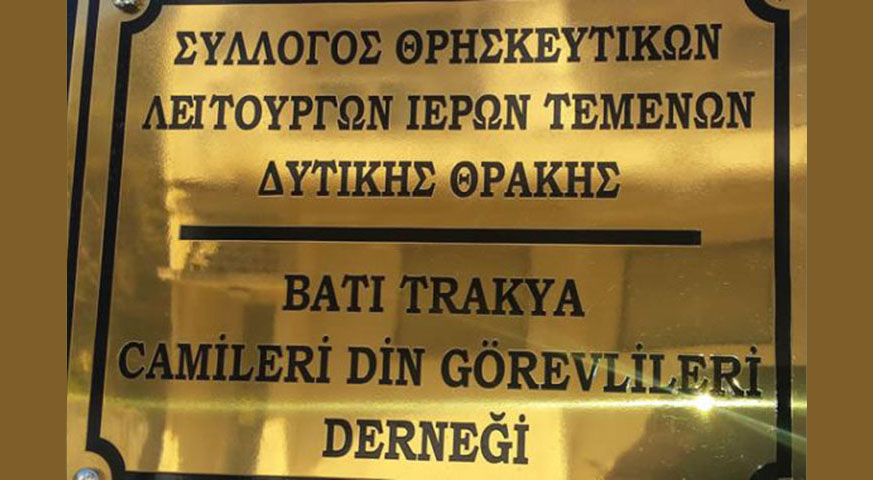 ΣΥΛΛΟΓΟΣ ΘΡΗΣΚΕΥΤΙΚΩΝ
ΛΕΙΤΟΥΡΓΩΝ ΙΕΡΩΝ ΤΕΜΕΝΩΝ
ΔΥΤΙΚΗΣ ΘΡΑΚΗΣ
BATI TRAKYA
CAMİLERİ DİN GÖREVLİLERİ
DERNEĞİ